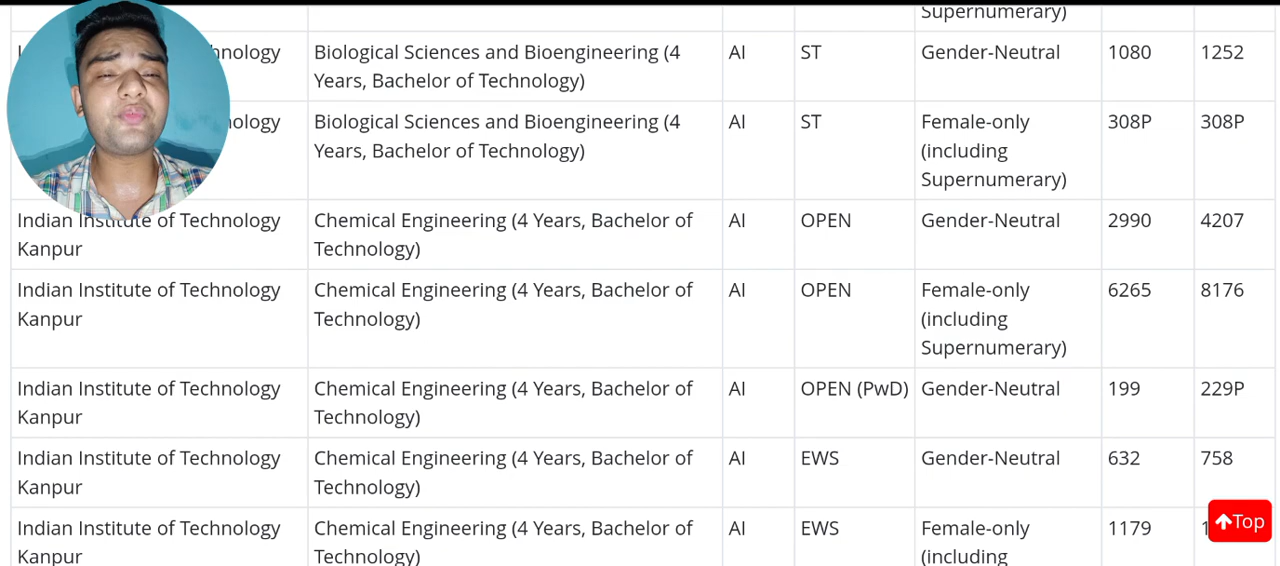 Supernumerary)
Biological Sciences and Bioengineering (4 Years, Bachelor of Technology) AI ST Gender-Neutral 1080 1252
Biological Sciences and Bioengineering (4 Years, Bachelor of Technology) AI ST Female-only (including Supernumerary) 308P 308P
Indian Institute of Technology Kanpur Chemical Engineering (4 Years, Bachelor of Technology) AI OPEN Gender-Neutral 2990 4207
Indian Institute of Technology Kanpur Chemical Engineering (4 Years, Bachelor of Technology) AI OPEN Female-only (including Supernumerary) 6265 8176
Indian Institute of Technology Kanpur Chemical Engineering (4 Years, Bachelor of Technology) AI OPEN (PwD) Gender-Neutral 199 229P
Indian Institute of Technology Kanpur Chemical Engineering (4 Years, Bachelor of Technology) AI EWS Gender-Neutral 632 758
Indian Institute of Technology Kanpur Chemical Engineering (4 Years, Bachelor of Technology) AI EWS Female-only (including 1179
Top